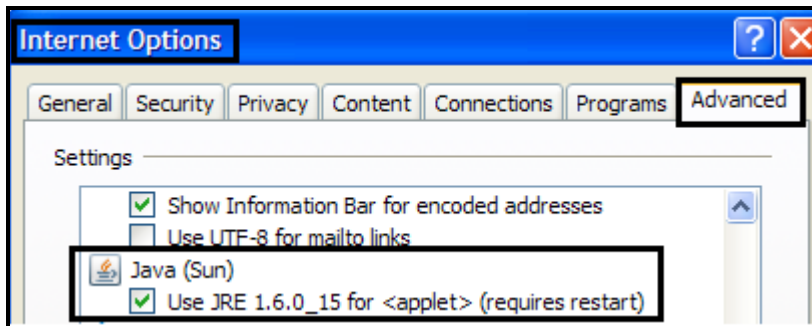 Internet Options
General Security Privacy Content Connections Programs Advanced
Settings
Show Information Bar for encoded addresses
Use UTF-8 for mailto links
Java (Sun)
Use JRE 1.6.0_15 for <applet> (requires restart)